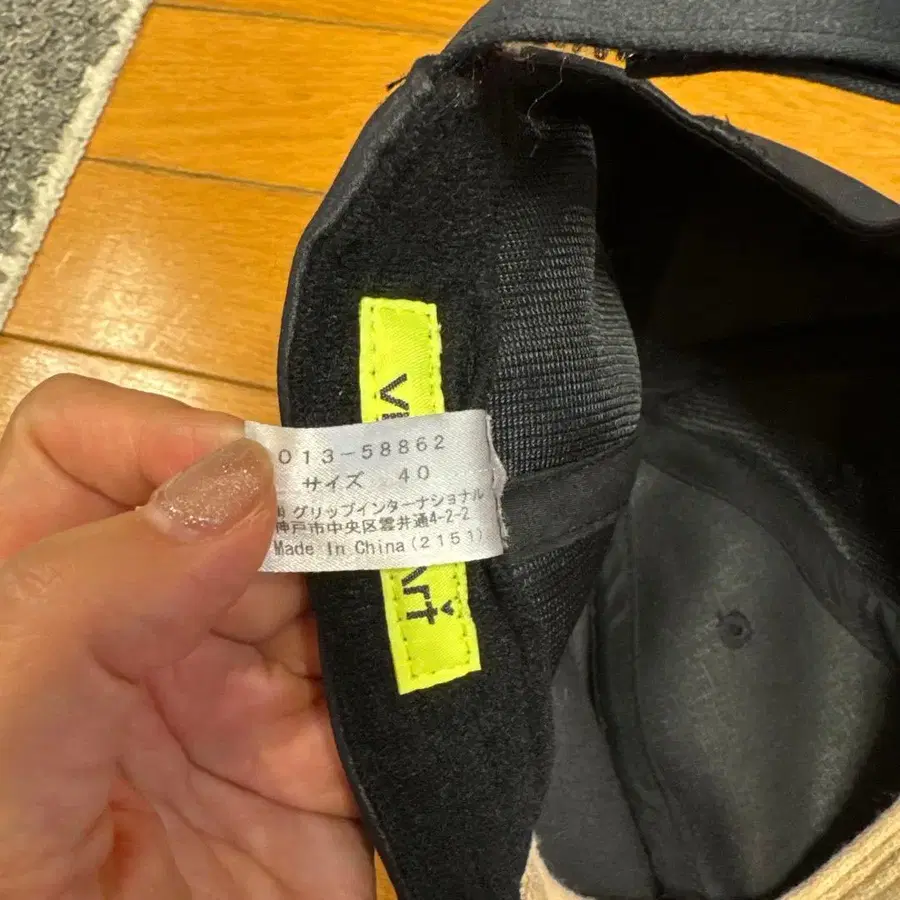 013-58862
サイズ 40
㈱グリップインターナショナル
神戸市中央区雲井通4-2-2
Made In China(2151)